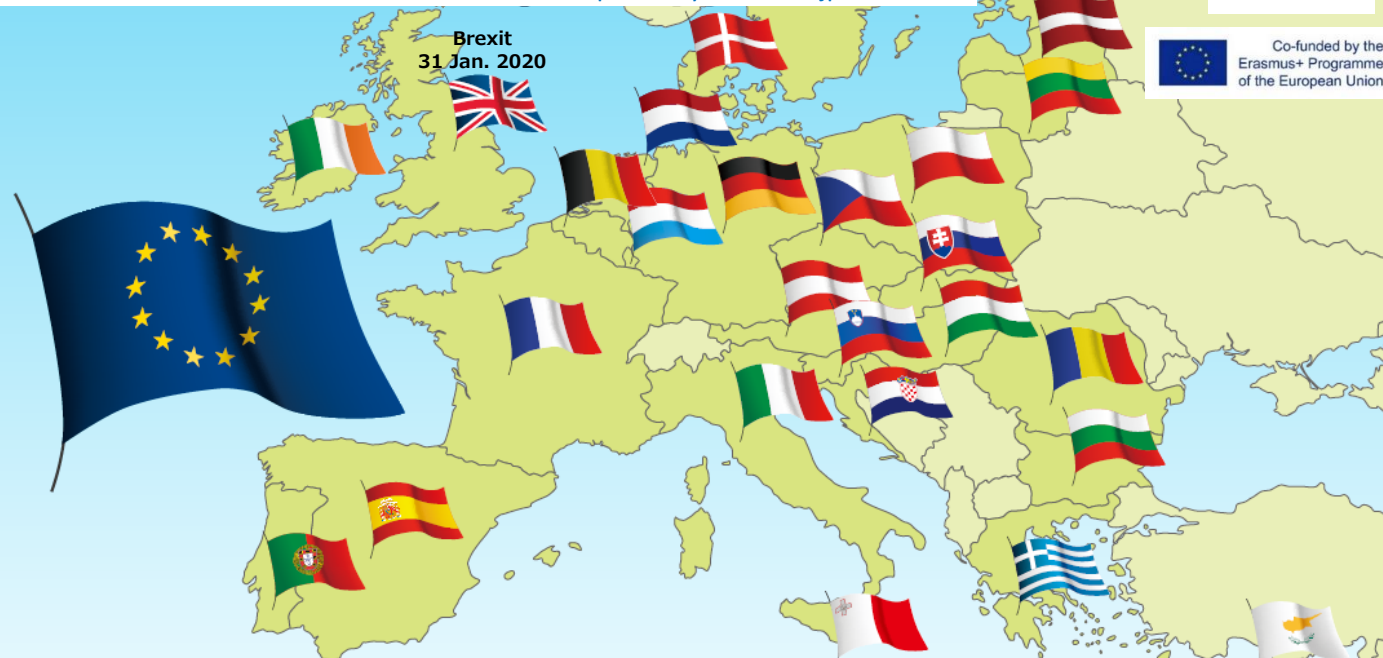 Brexit
31 Jan. 2020
Co-funded by the
Erasmus+ Programme
of the European Union